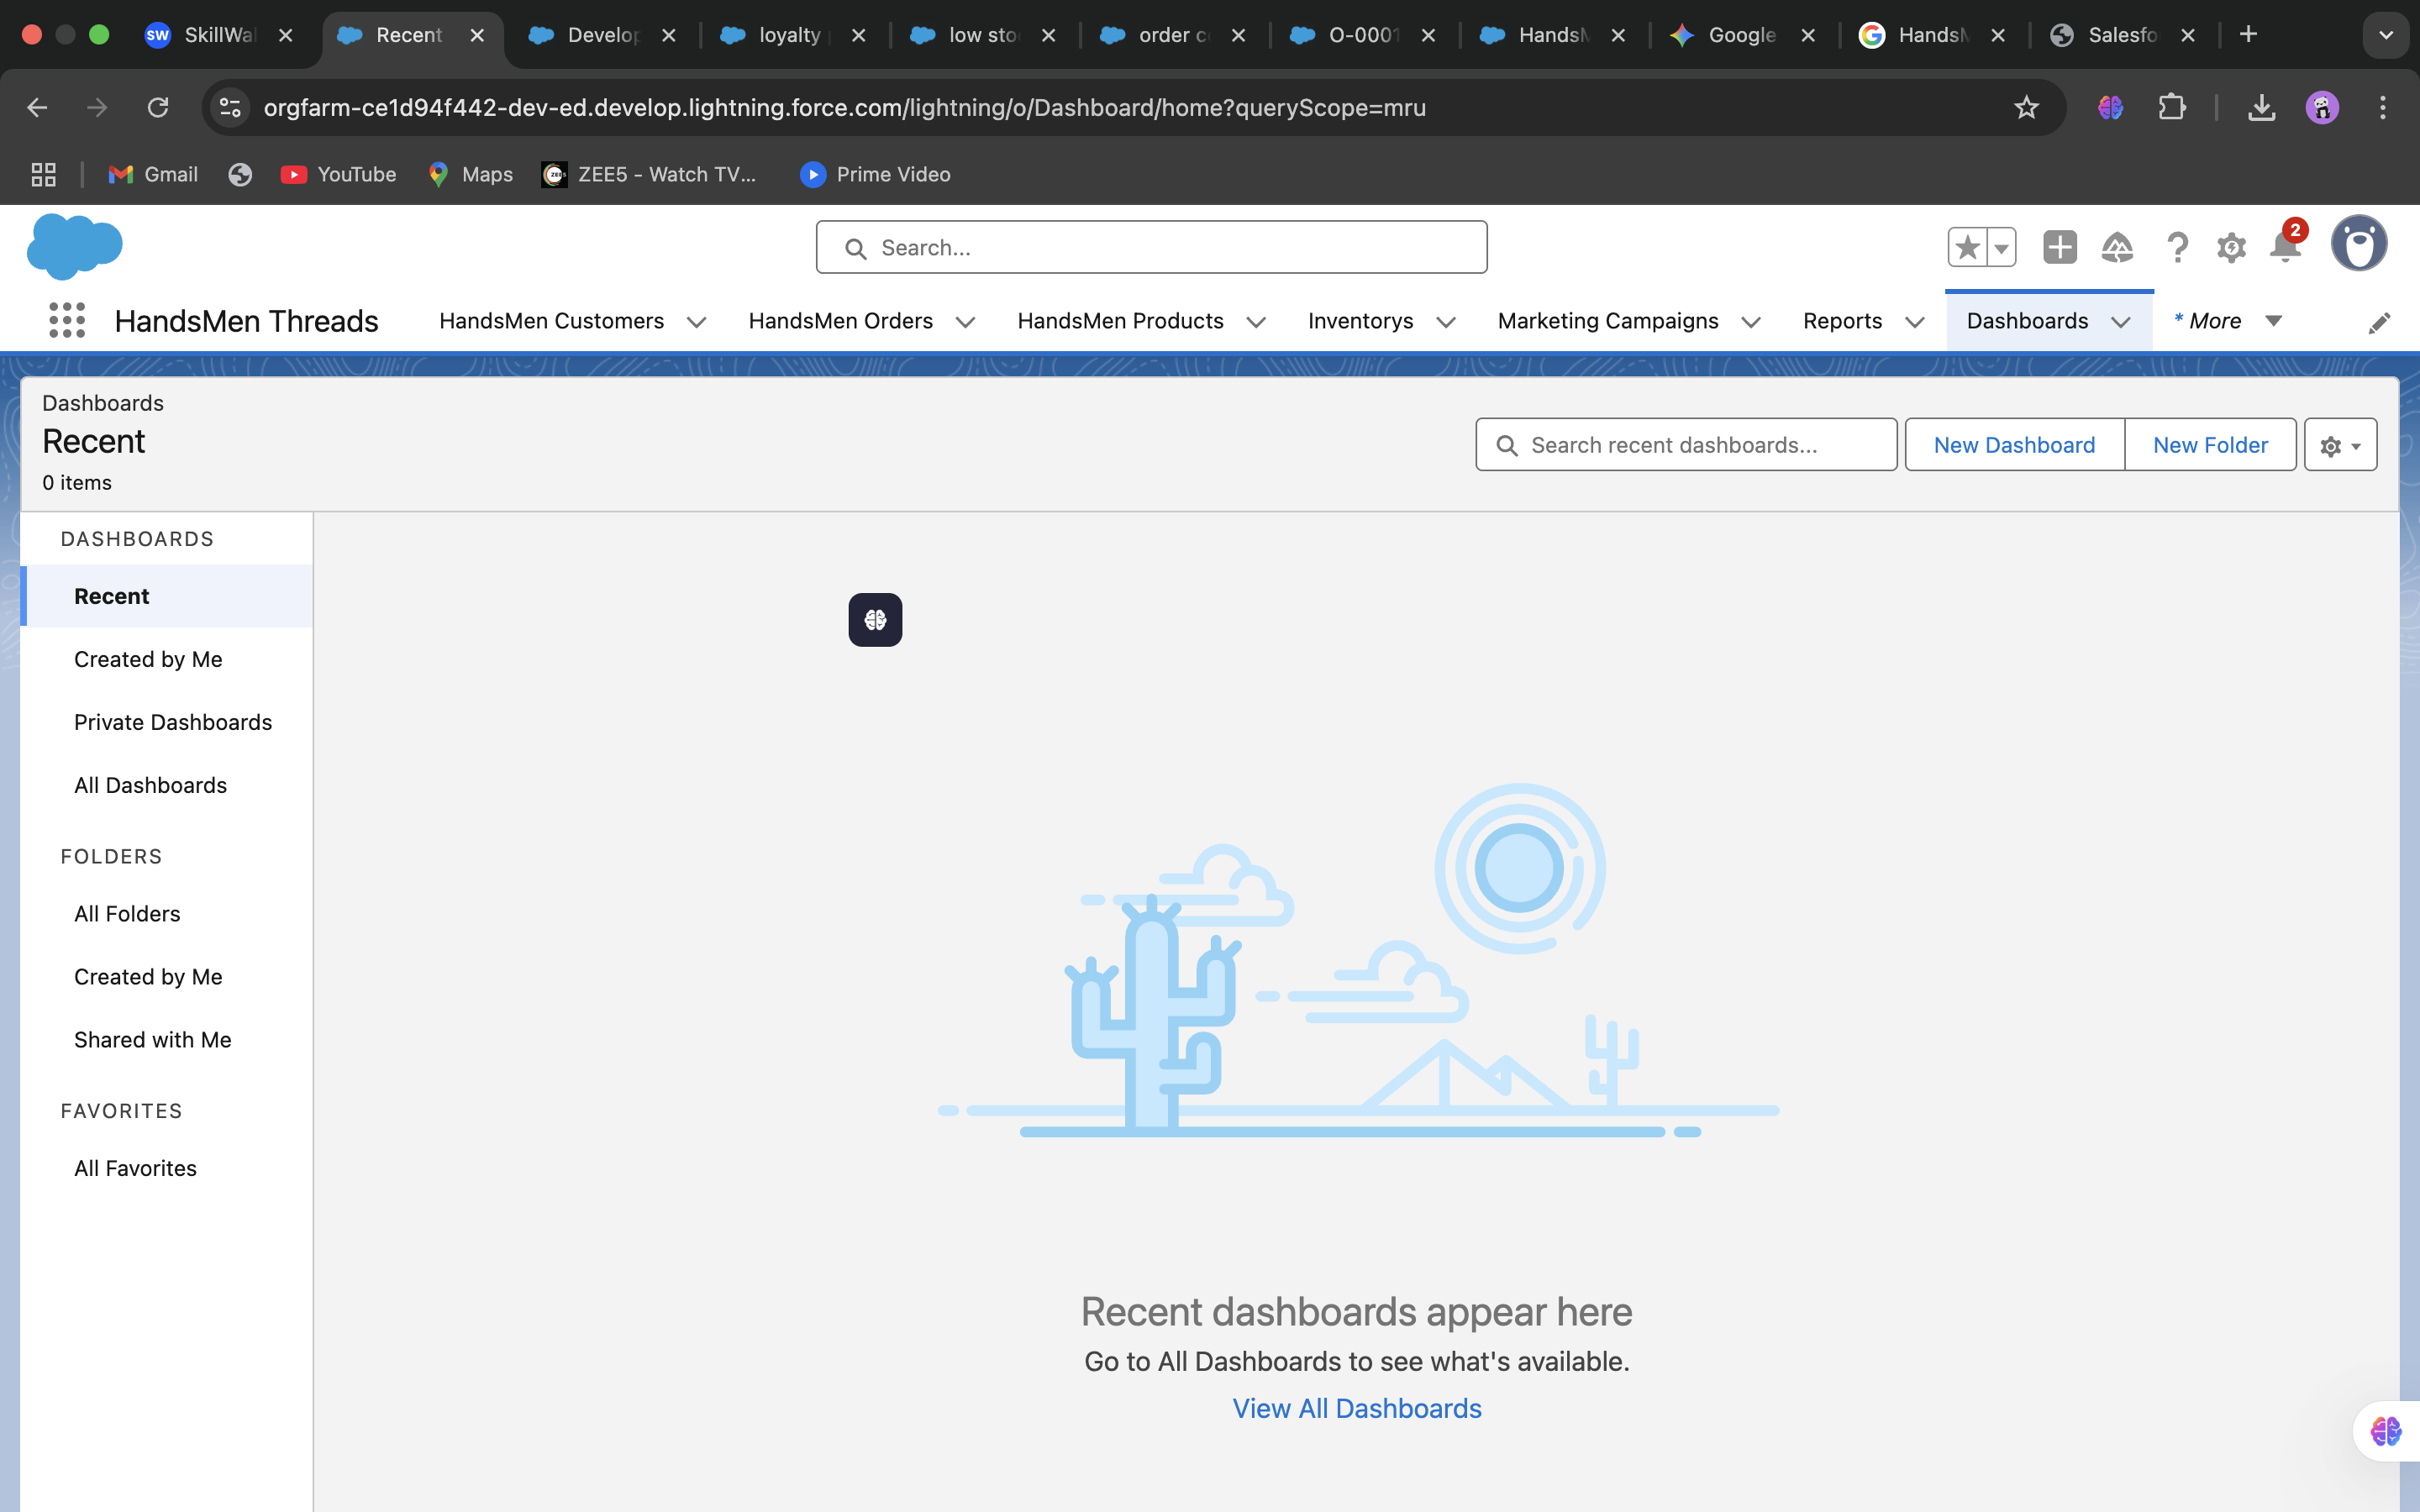 SW SkillWal
Recent
Develop
loyalty p
low sto
order c
O-0001
HandsM
Google
HandsM
Salesfo
orgfarm-ce1d94f442-dev-ed.develop.lightning.force.com/lightning/o/Dashboard/home?queryScope=mru
Gmail
YouTube
Maps
ZEE5 - Watch TV...
Prime Video
Search...
2
HandsMen Threads
HandsMen Customers
HandsMen Orders
HandsMen Products
Inventorys
Marketing Campaigns
Reports
Dashboards
* More
Dashboards
Recent
0 items
Search recent dashboards...
New Dashboard
New Folder
DASHBOARDS
Recent
Created by Me
Private Dashboards
All Dashboards
FOLDERS
All Folders
Created by Me
Shared with Me
FAVORITES
All Favorites
Recent dashboards appear here
Go to All Dashboards to see what's available.
View All Dashboards